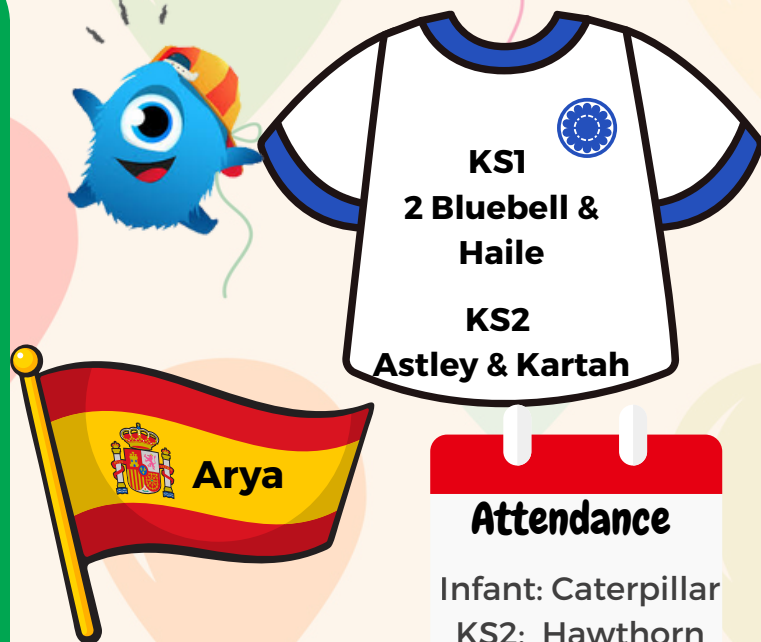 KS1
2 Bluebell &
Haile
KS2
Astley & Kartah
Arya
Attendance
Infant: Caterpillar
KS2: Hawthorn